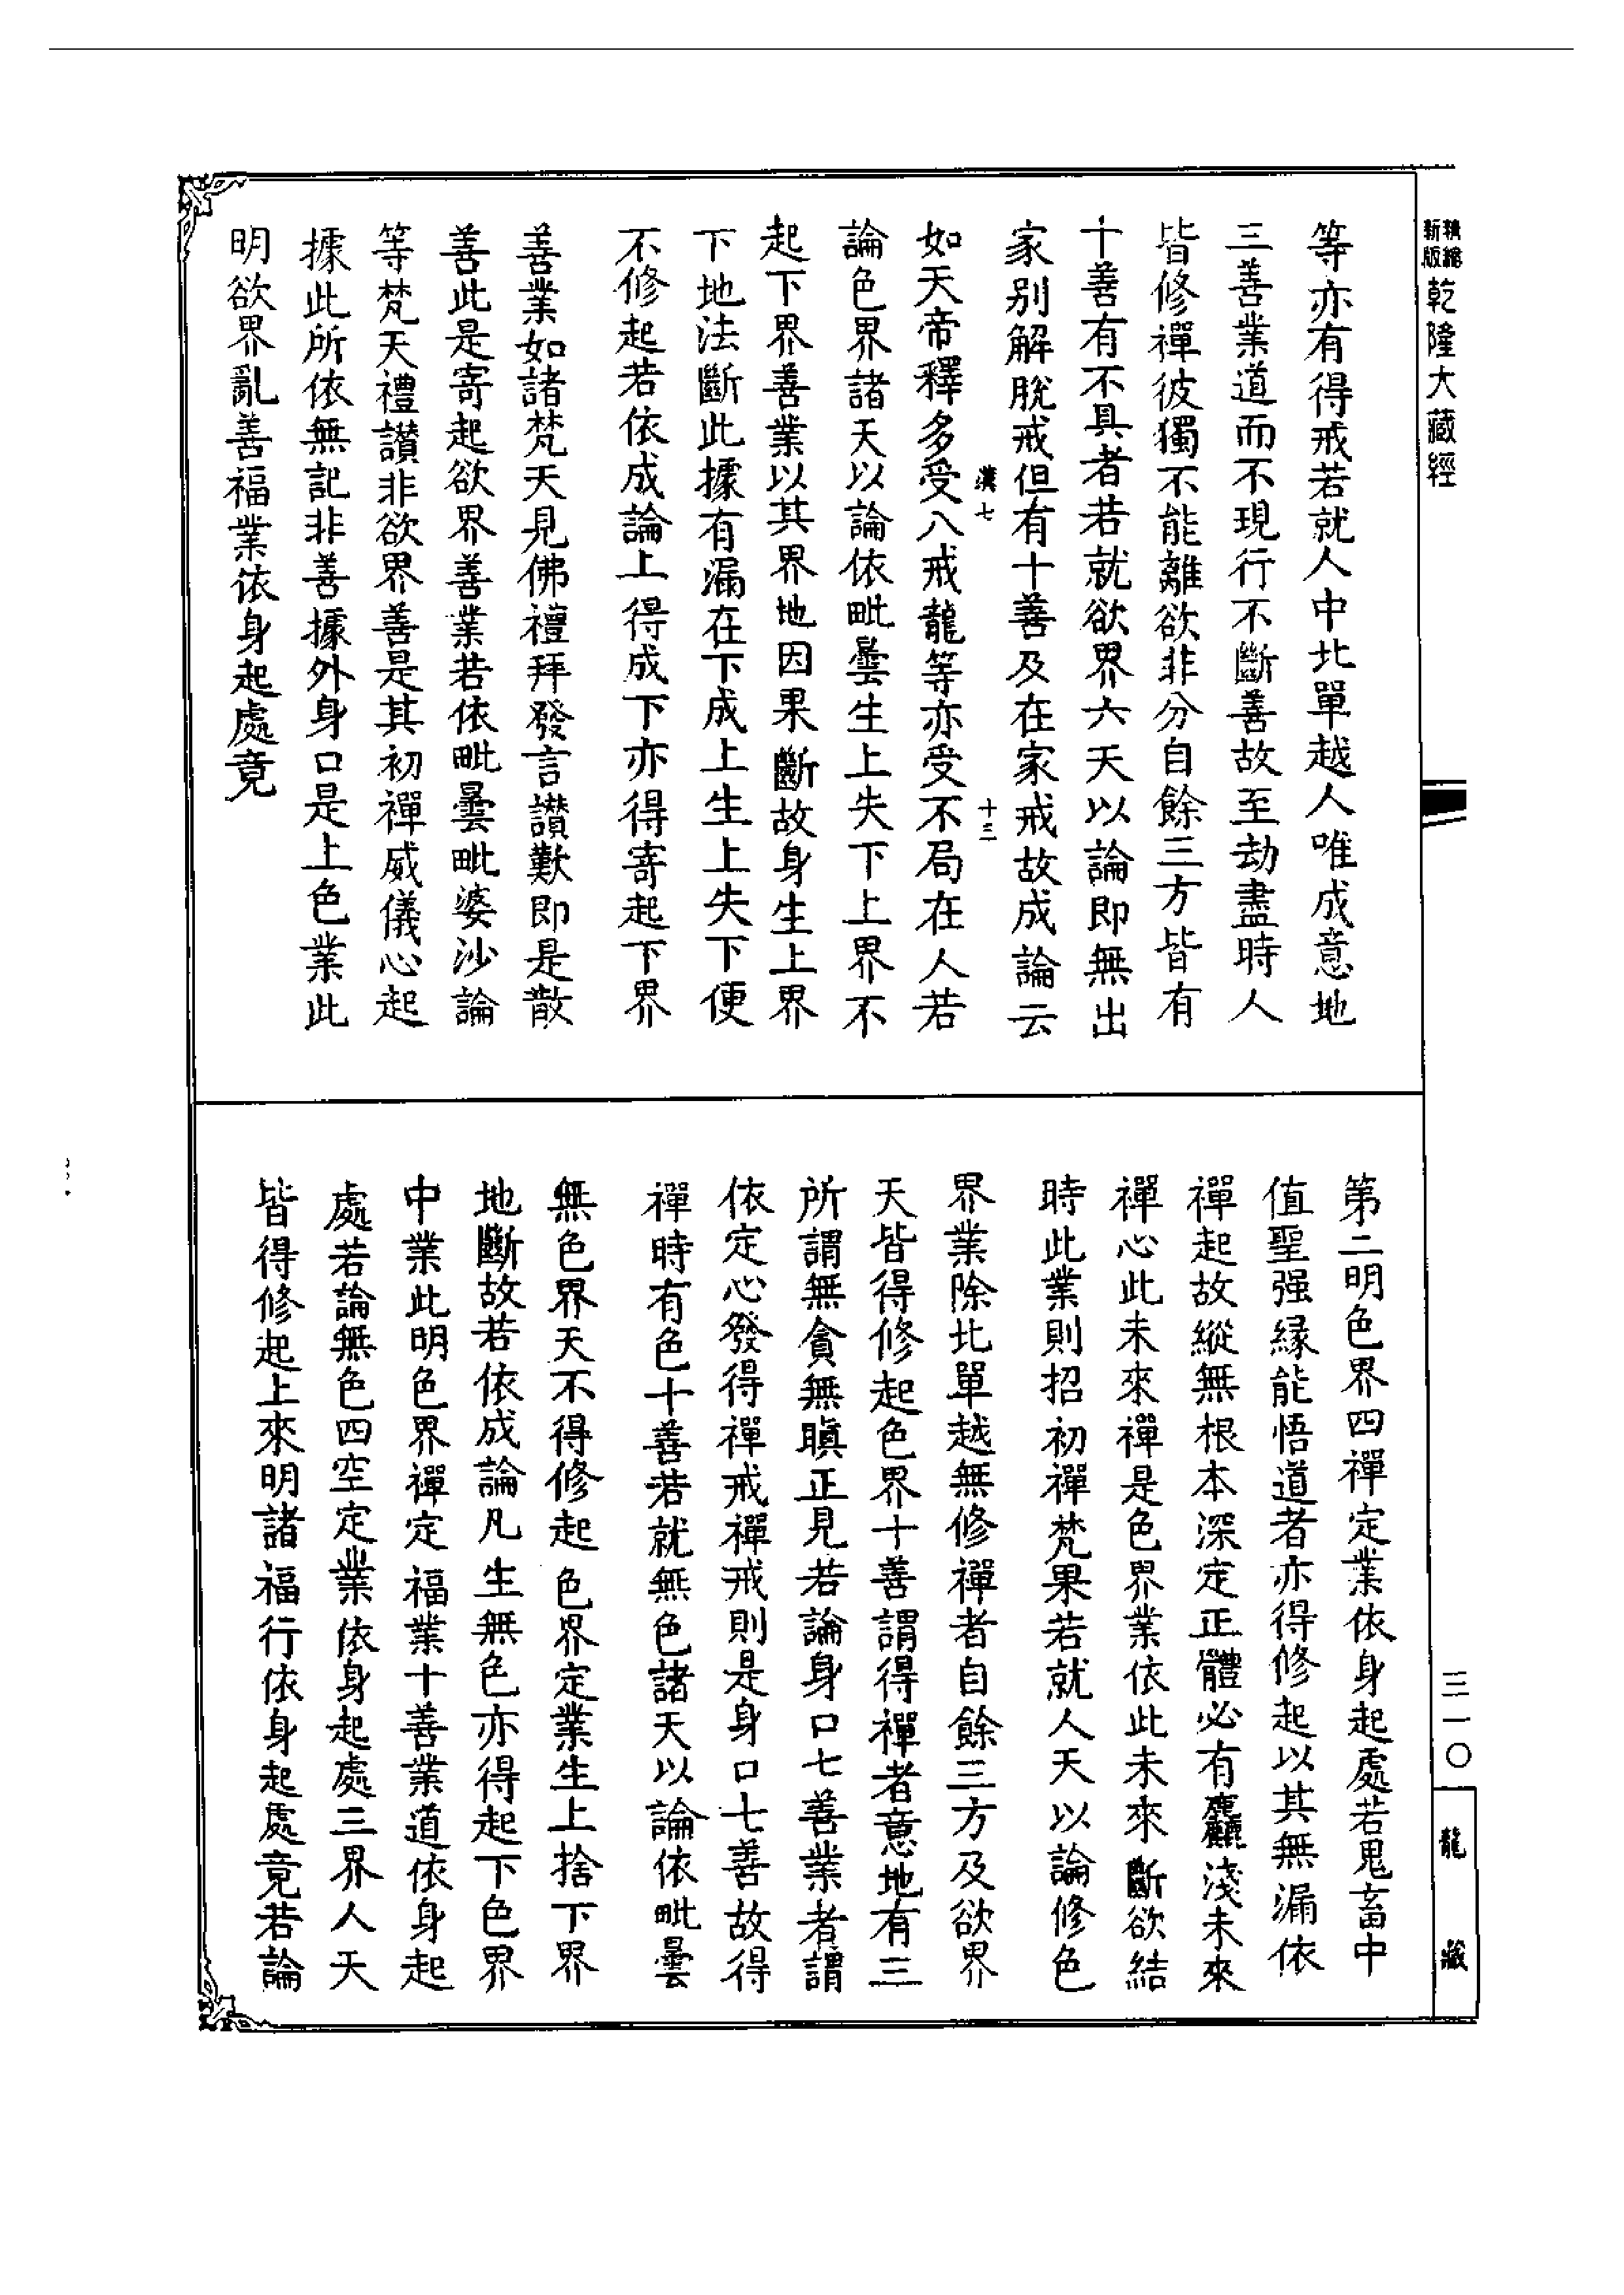 精縮新版乾隆大藏經
等亦有得戒若就人中北單越人唯成意地
三善業道而不現行不斷善故至劫盡時人
皆修禪彼獨不能離欲非分自餘三方皆有
十善有不具者若就欲界六天以論即無出
家別解脫戒但有十善及在家戒故成論云
漢七 十三
如天帝釋多受八戒龍等亦受不局在人若
論色界諸天以論依毗曇生上失下上界不
起下界善業以其界地因果斷故身生上界
下地法斷此據有漏在下成上生上失下便
不修起若依成論上得成下亦得寄起下界
善業如諸梵天見佛禮拜發言讚歎即是散
善此是寄起欲界善業若依毗曇毗婆沙論
等梵天禮讚非欲界善是其初禪威儀心起
據此所依無記非善據外身口是上色業此
明欲界亂善福業依身起處竟
第二明色界四禪定業依身起處若鬼畜中
值聖强緣能悟道者亦得修起以其無漏依
禪起故縱無根本深定正體必有麤淺未來
禪心此未來禪是色界業依此未來斷欲結
時此業則招初禪梵果若就人天以論修色
界業除北單越無修禪者自餘三方及欲界
天皆得修起色界十善謂得禪者意地有三
所謂無貪無瞋正見若論身口七善業者謂
依定心發得禪戒禪戒則是身口七善故得
禪時有色十善若就無色諸天以論依毗曇
無色界天不得修起色界定業生上捨下界
地斷故若依成論凡生無色亦得起下色界
中業此明色界禪定福業十善業道依身起
處若論無色四空定業依身起處三界人天
皆得修起上來明諸福行依身起處竟若論
三一〇
龍藏